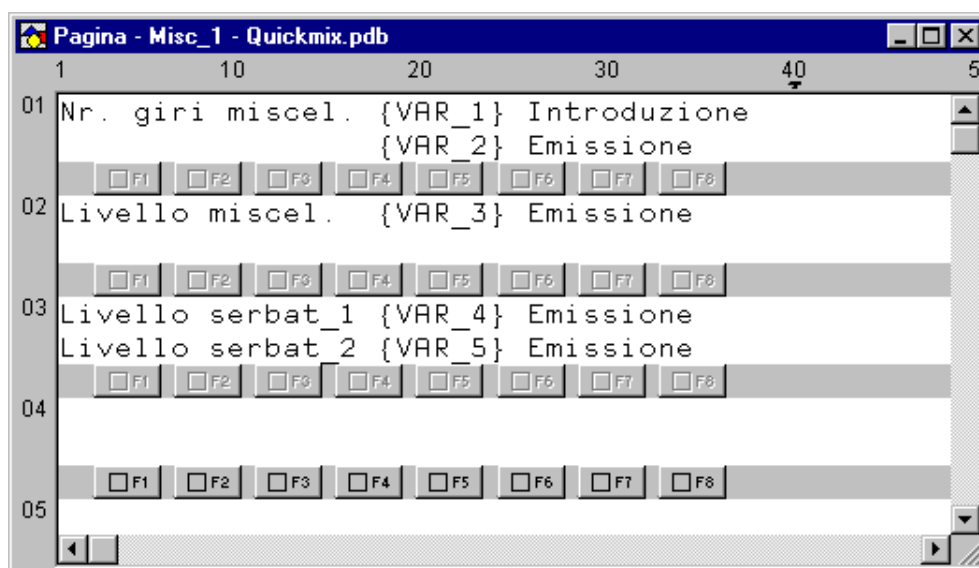 Pagina - Misc_1 - Quickmix.pdb
1 10 20 30 40 5
01 Nr. giri miscel. {VAR_1} Introduzione
{VAR_2} Emissione
F1 F2 F3 F4 F5 F6 F7 F8
02 Livello miscel. {VAR_3} Emissione
F1 F2 F3 F4 F5 F6 F7 F8
03 Livello serbat_1 {VAR_4} Emissione
Livello serbat_2 {VAR_5} Emissione
F1 F2 F3 F4 F5 F6 F7 F8
04
F1 F2 F3 F4 F5 F6 F7 F8
05